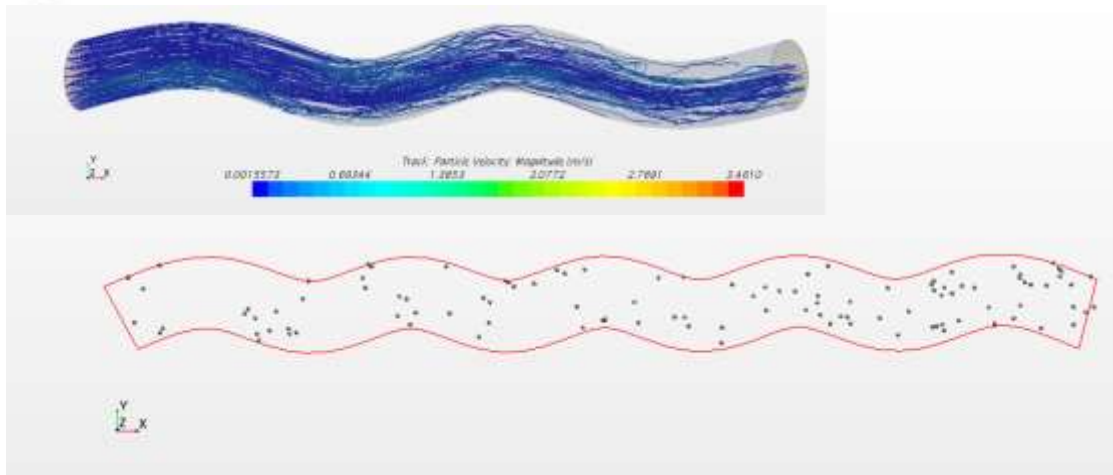 Y
Z X
Track: Particle Velocity: Magnitude (m/s)
0.0015573 0.69344 1.3853 2.0772 2.7691 3.4610
Y
Z X